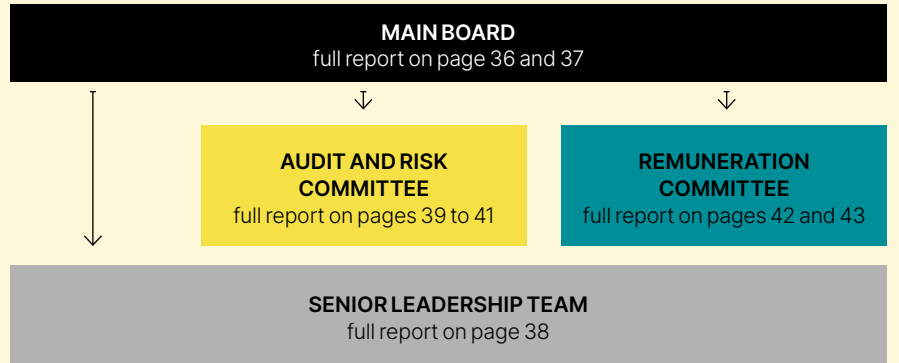 MAIN BOARD
full report on page 36 and 37
AUDIT AND RISK
COMMITTEE
full report on pages 39 to 41
REMUNERATION
COMMITTEE
full report on pages 42 and 43
SENIOR LEADERSHIP TEAM
full report on page 38